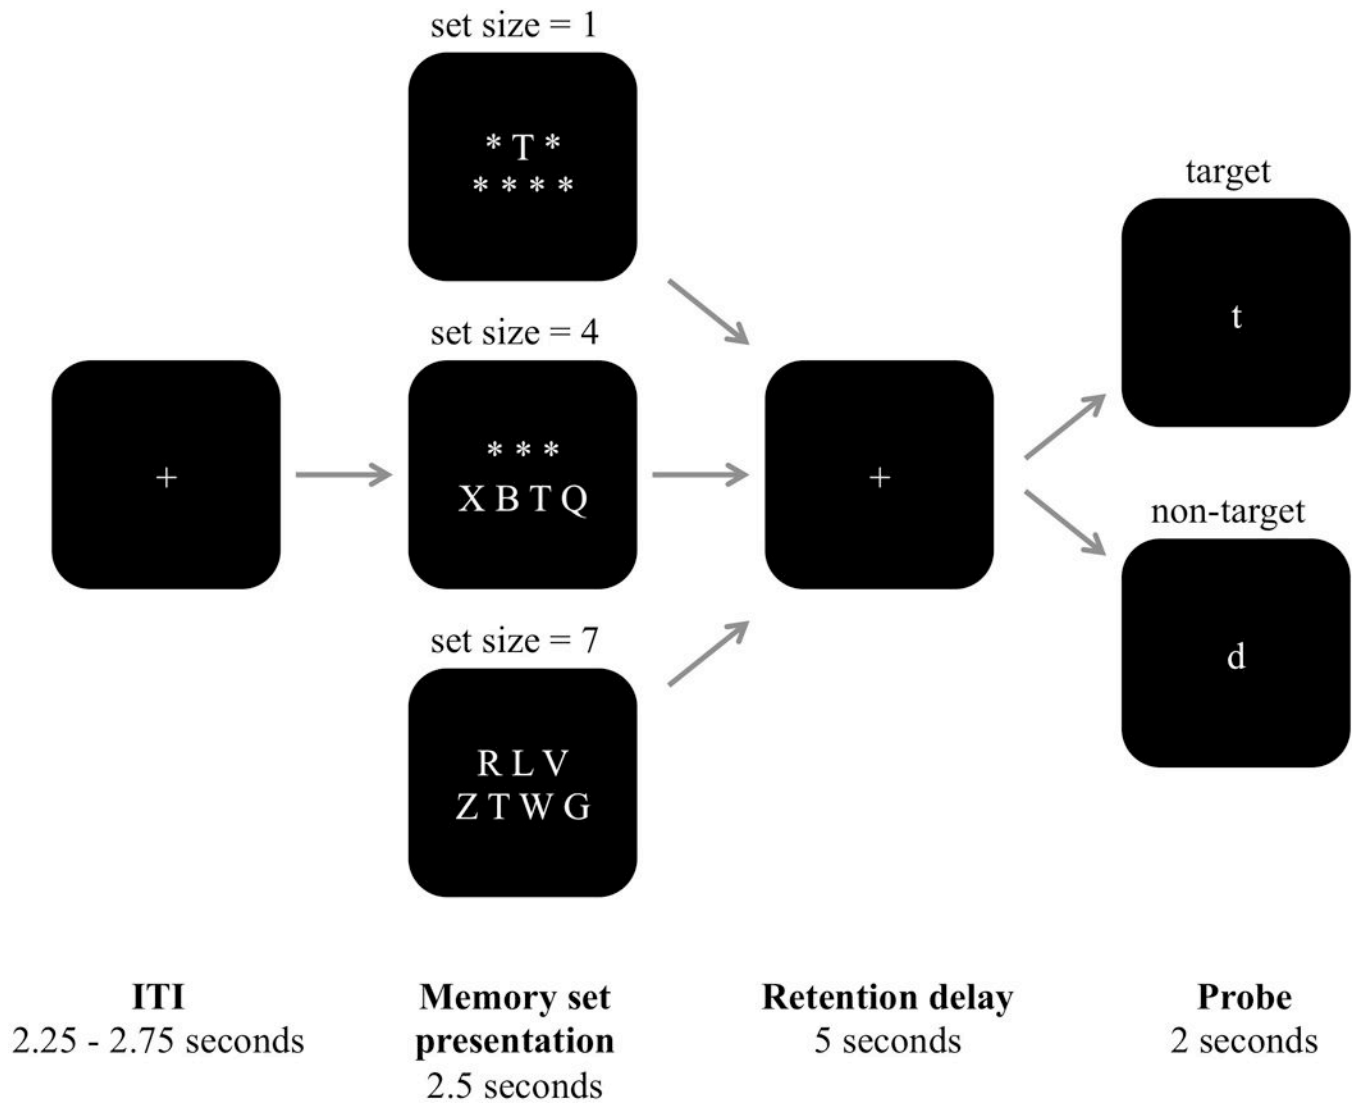 set size = 1
* T *
* * * *
set size = 4
* * *
X B T Q
set size = 7
R L V
Z T W G
+
+
target
t
non-target
d
ITI
2.25 - 2.75 seconds
Memory set
presentation
2.5 seconds
Retention delay
5 seconds
Probe
2 seconds